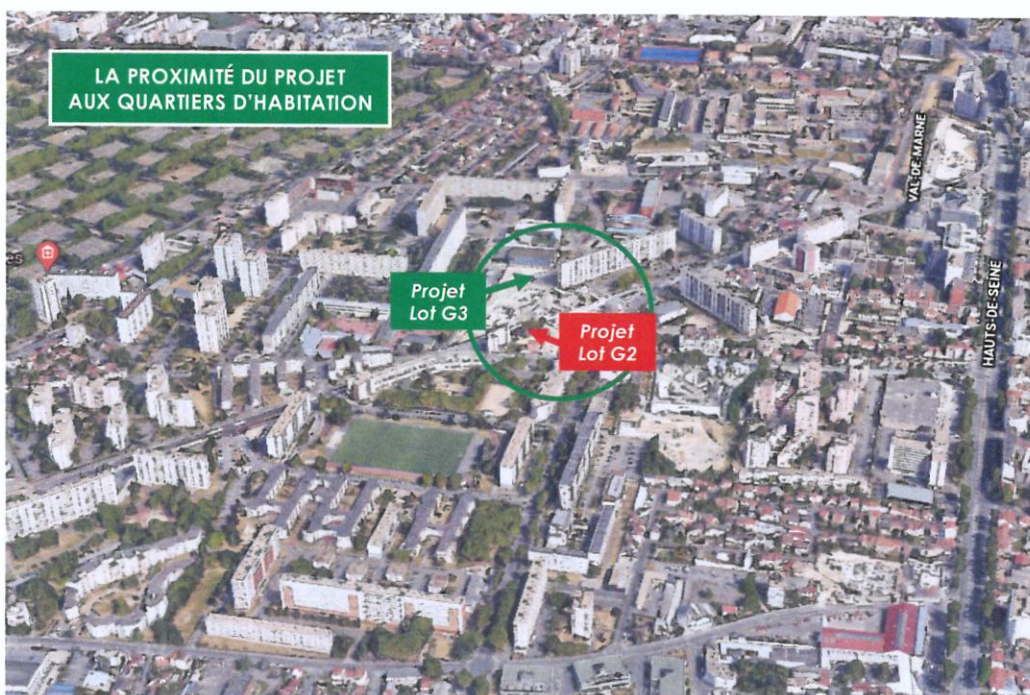 LA PROXIMITÉ DU PROJET
AUX QUARTIERS D'HABITATION
VAL-DE-MARNE
HAUTS-DE-SEINE
Projet
Lot G3
Projet
Lot G2